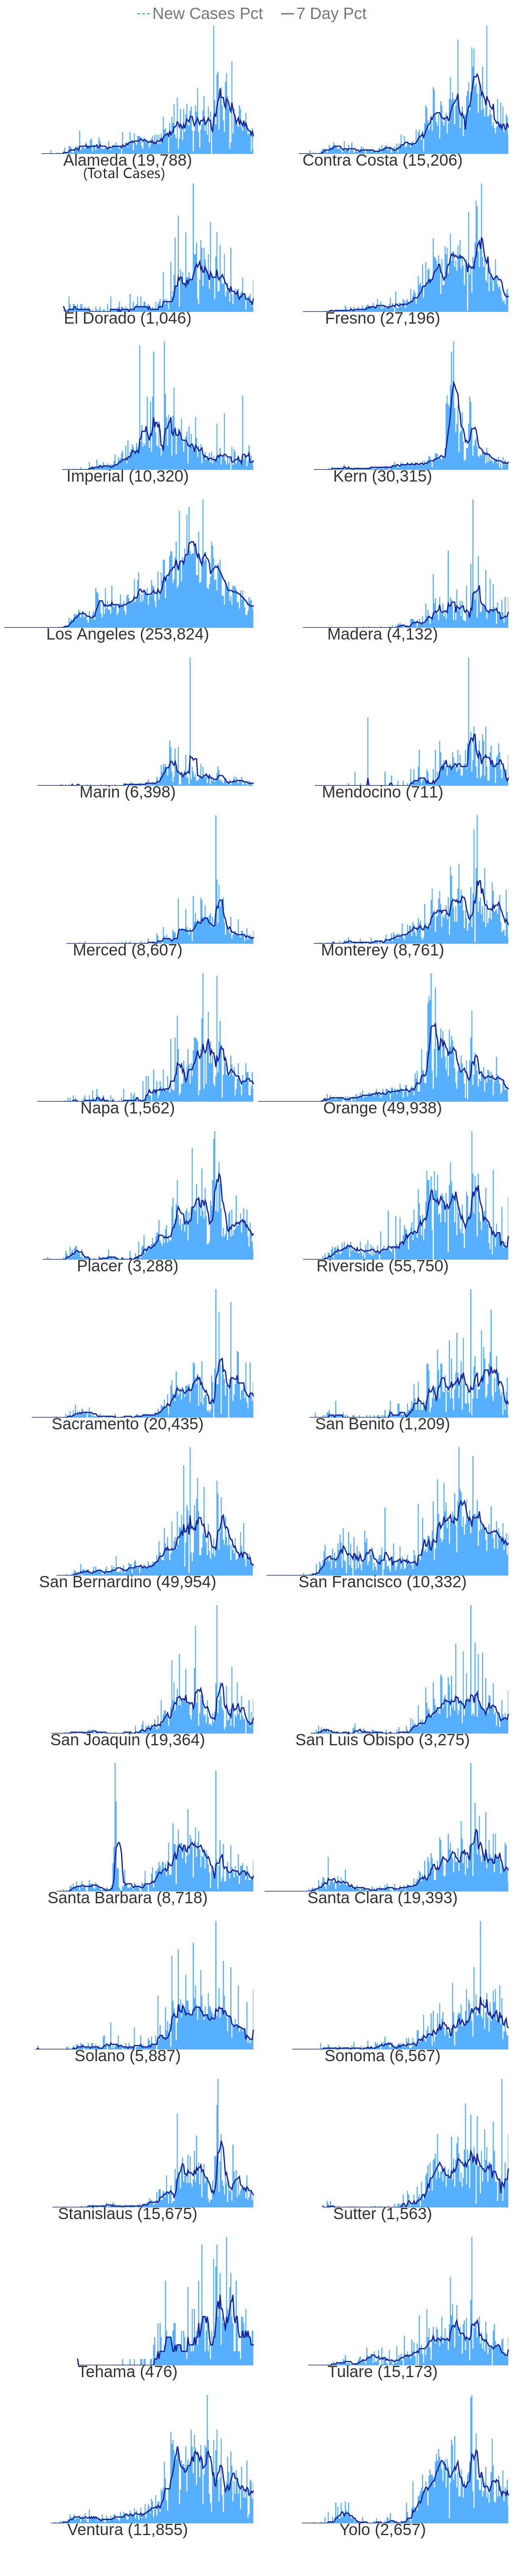 New Cases Pct 7 Day Pct
Alameda (19,788) Contra Costa (15,206)
(Total Cases)
El Dorado (1,046) Fresno (27,196)
Imperial (10,320) Kern (30,315)
Los Angeles (253,824) Madera (4,132)
Marin (6,398) Mendocino (711)
Merced (8,607) Monterey (8,761)
Napa (1,562) Orange (49,938)
Placer (3,288) Riverside (55,750)
Sacramento (20,435) San Benito (1,209)
San Bernardino (49,954) San Francisco (10,332)
San Joaquin (19,364) San Luis Obispo (3,275)
Santa Barbara (8,718) Santa Clara (19,393)
Solano (5,887) Sonoma (6,567)
Stanislaus (15,675) Sutter (1,563)
Tehama (476) Tulare (15,173)
Ventura (11,855) Yolo (2,657)